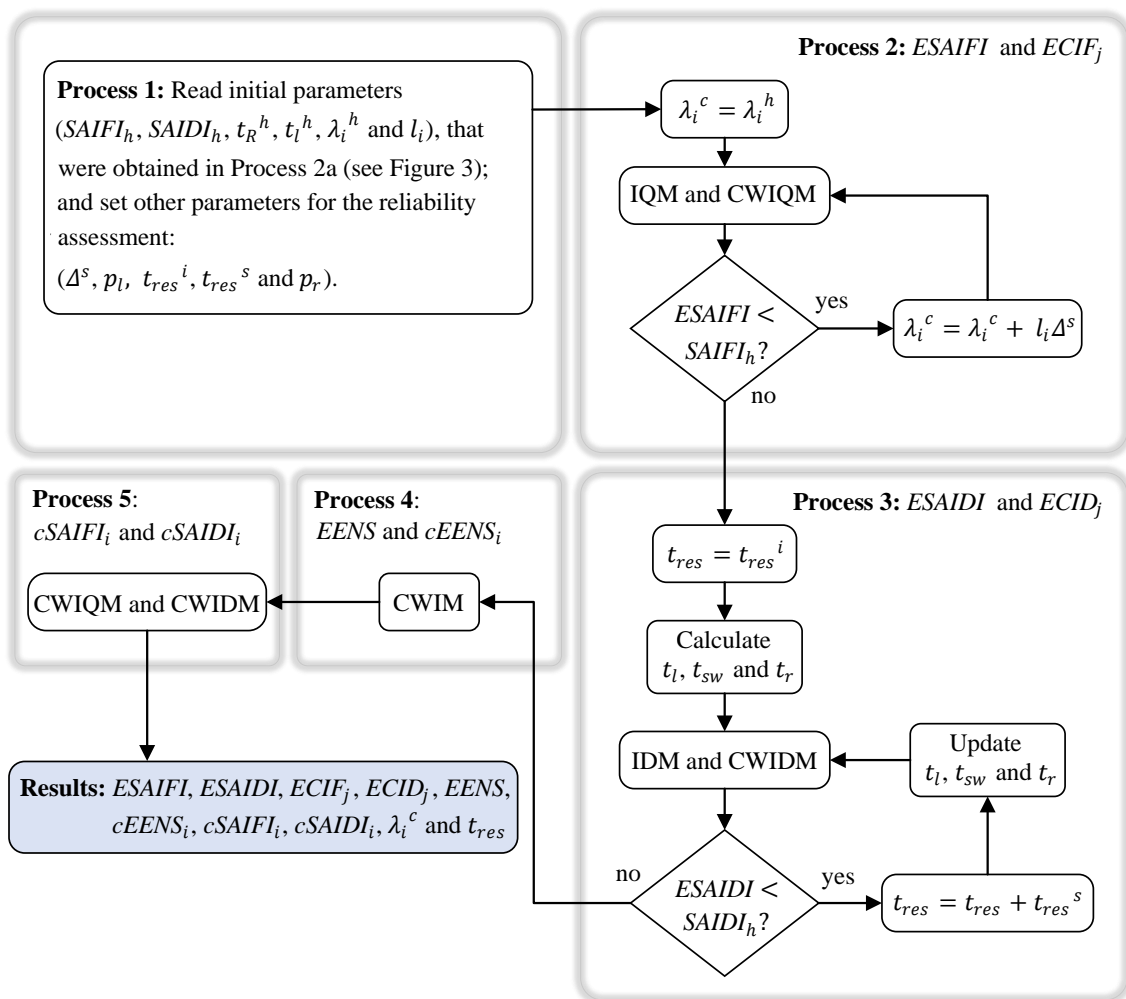 Process 1: Read initial parameters
(SAIFI_h, SAIDI_h, t_R^h, t_l^h, λ_i^h and l_i), that
were obtained in Process 2a (see Figure 3);
and set other parameters for the reliability
assessment:
(Δ^s, p_l, t_res^i, t_res^s and p_r).
Process 2: ESAIFI and ECIF_j
λ_i^c = λ_i^h
IQM and CWIQM
ESAIFI <
SAIFI_h?
yes
λ_i^c = λ_i^c + l_i Δ^s
no
Process 3: ESAIDI and ECID_j
t_res = t_res^i
Calculate
t_l, t_sw and t_r
IDM and CWIDM
Update
t_l, t_sw and t_r
ESAIDI <
SAIDI_h?
yes
t_res = t_res + t_res^s
no
Process 4:
EENS and cEENS_i
CWIM
Process 5:
cSAIFI_i and cSAIDI_i
CWIQM and CWIDM
Results: ESAIFI, ESAIDI, ECIF_j, ECID_j, EENS,
cEENS_i, cSAIFI_i, cSAIDI_i, λ_i^c and t_res